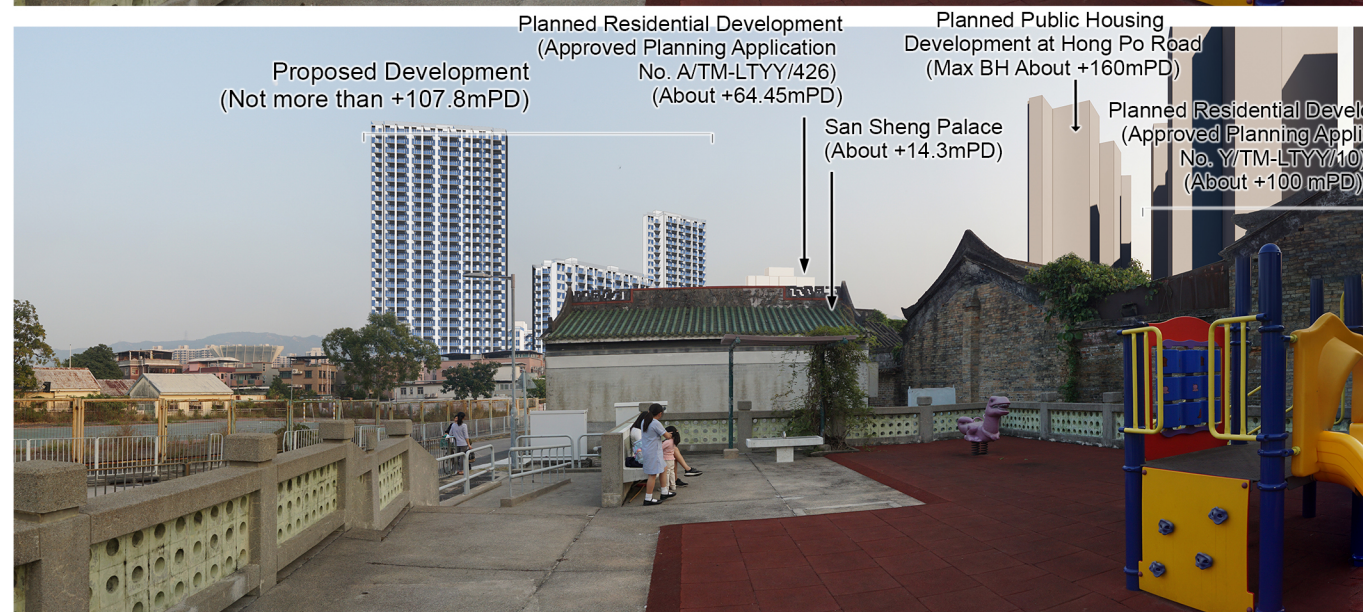 Planned Residential Development
(Approved Planning Application
No. A/TM-LTYY/426)
(About +64.45mPD)
Planned Public Housing
Development at Hong Po Road
(Max BH About +160mPD)
Proposed Development
(Not more than +107.8mPD)
San Sheng Palace
(About +14.3mPD)
Planned Residential
(Approved Planning
No. Y/TM-LTYY/10)
(About +100 mPD)